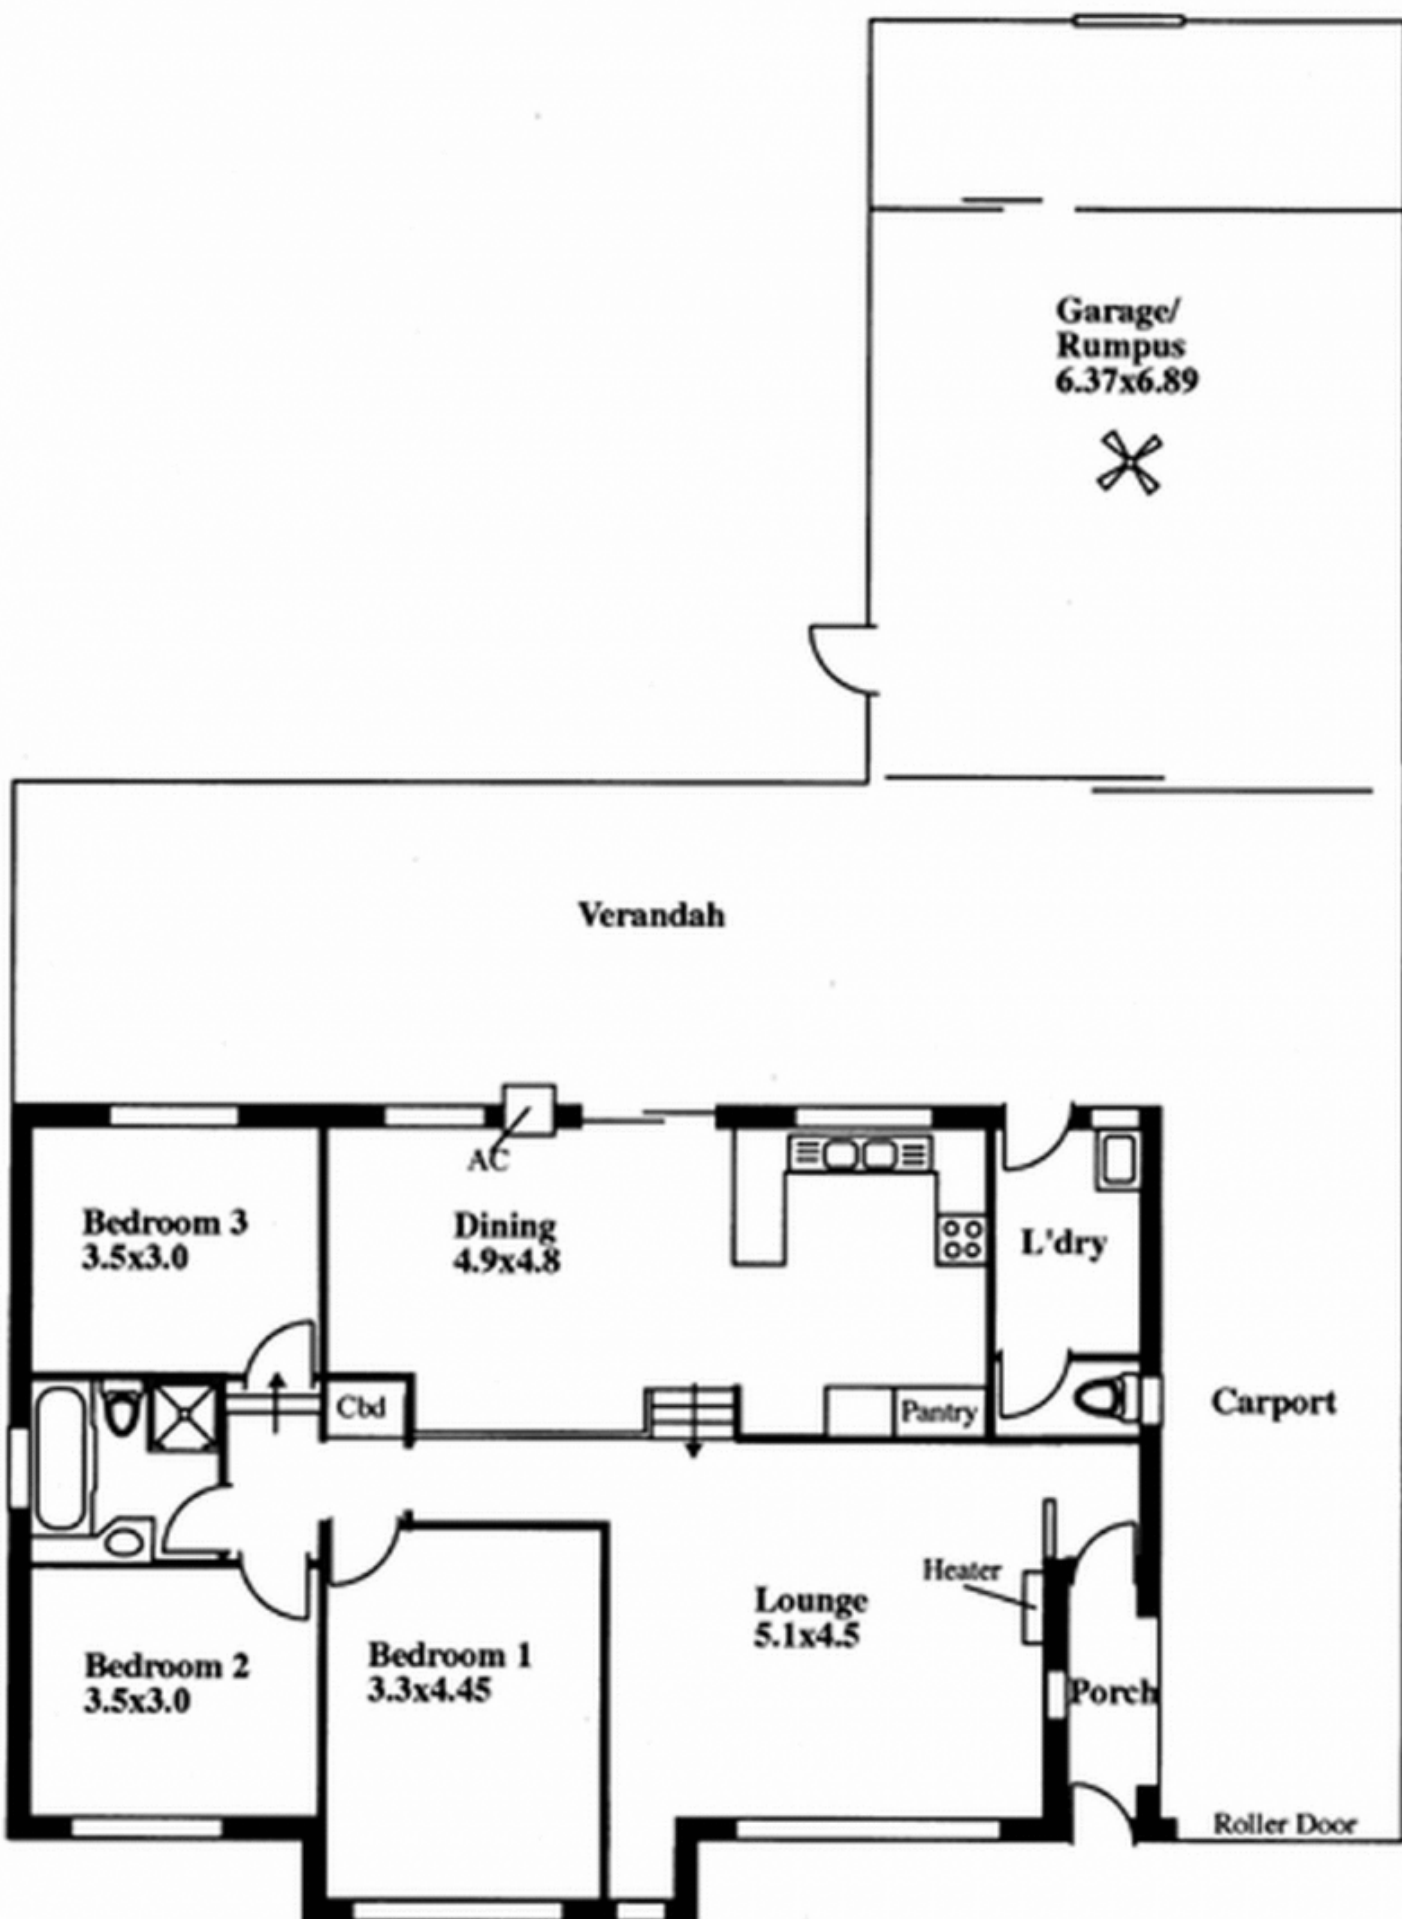 Garage/
Rumpus
6.37x6.89
Verandah
AC
Bedroom 3
3.5x3.0
Dining
4.9x4.8
L'dry
Cbd
Pantry
Carport
Heater
Lounge
5.1x4.5
Bedroom 2
3.5x3.0
Bedroom 1
3.3x4.45
Porch
Roller Door